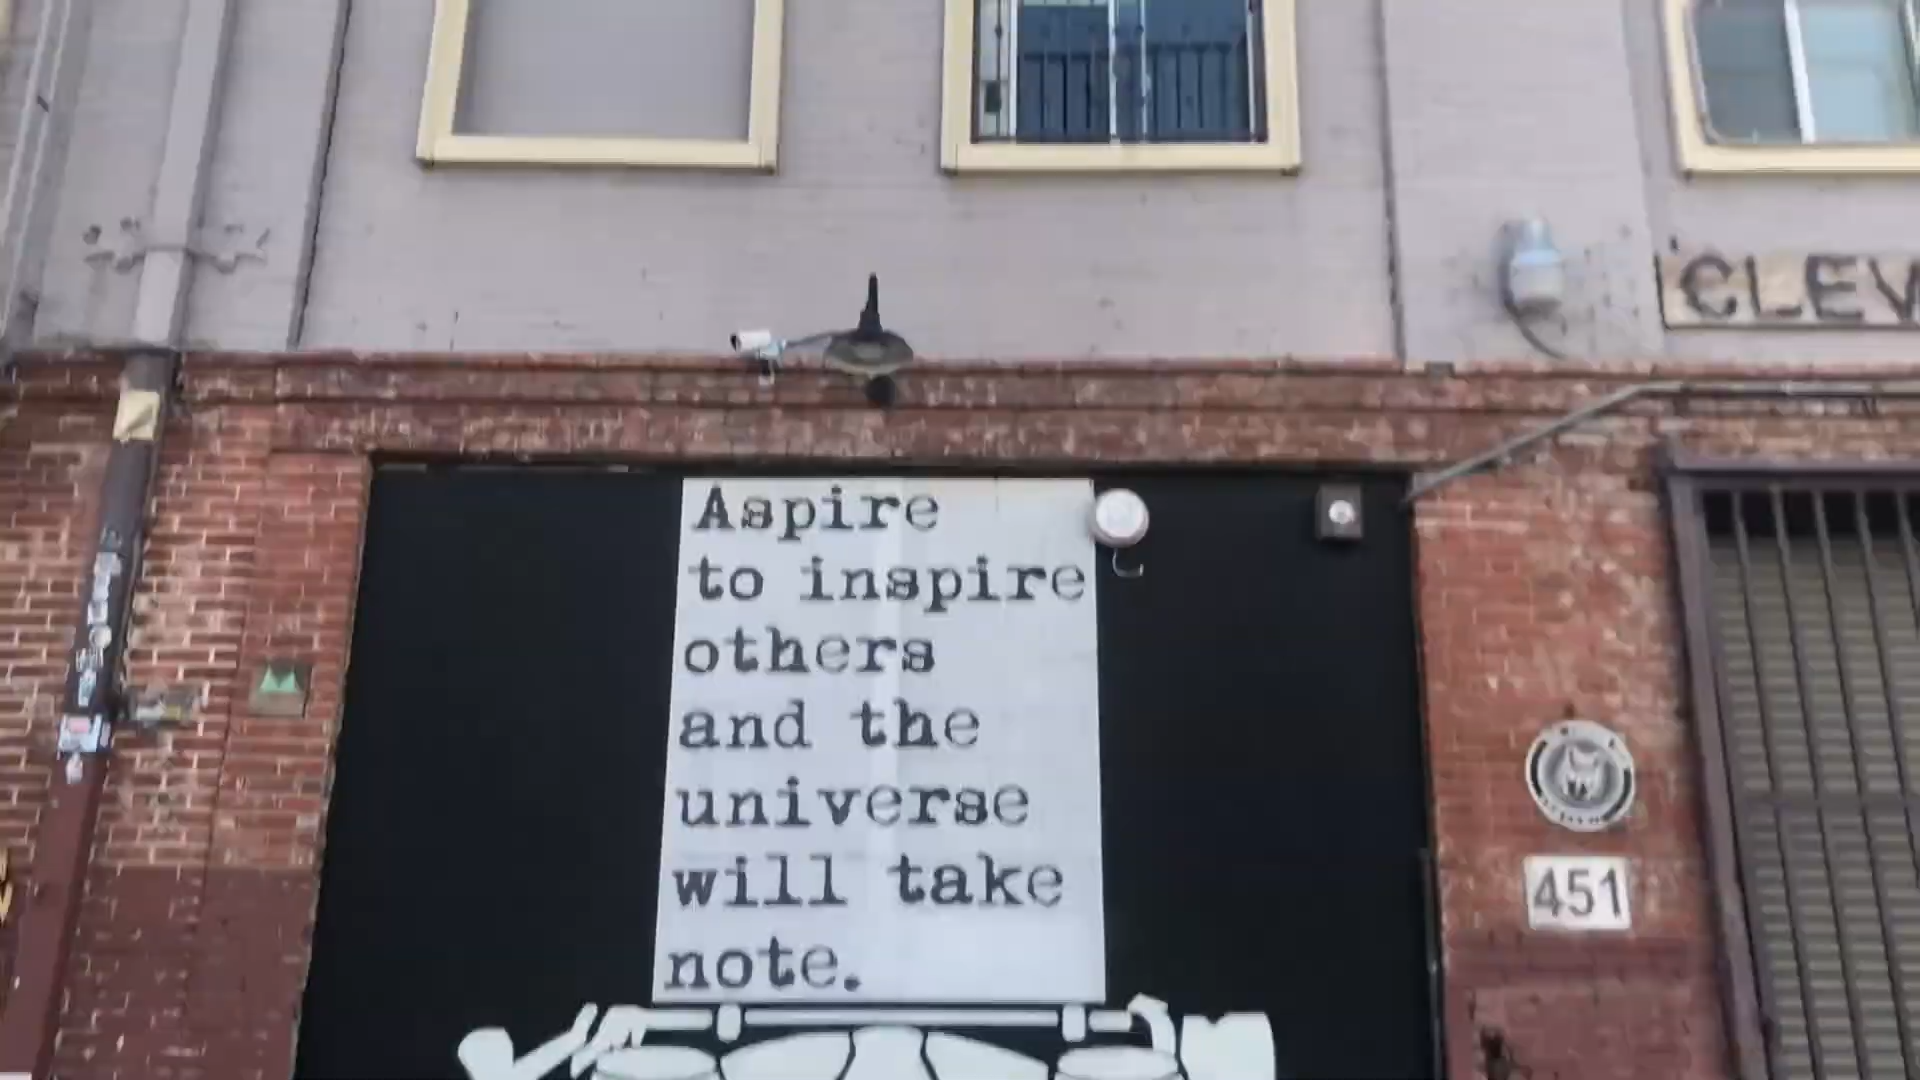 Aspire
to inspire
others
and the
universe
will take
note.
451